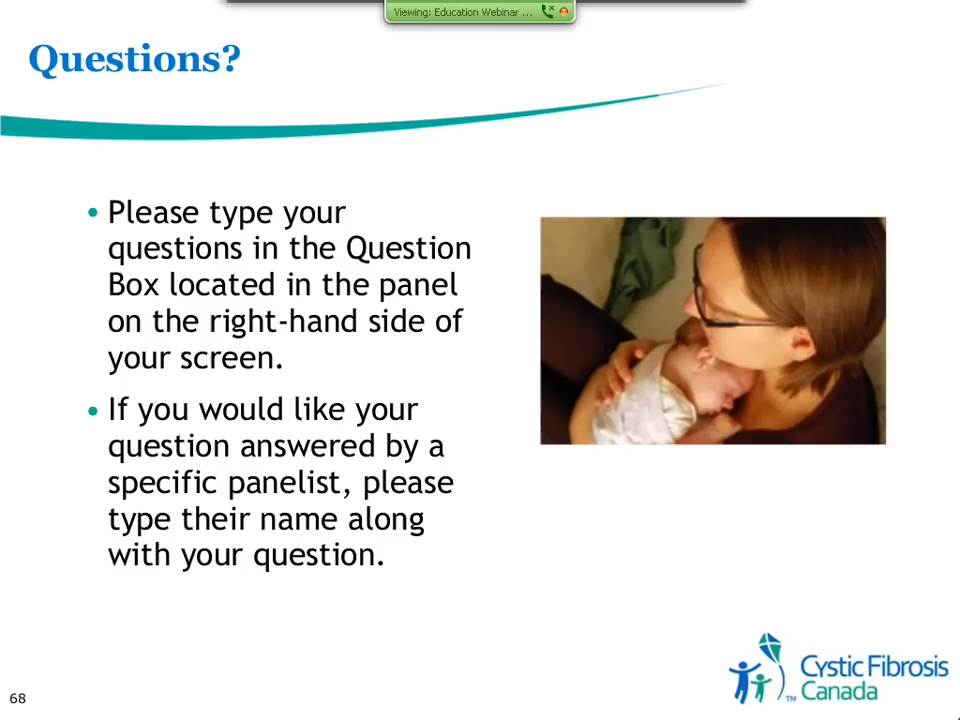 Viewing: Education Webinar ...
Questions?
• Please type your
questions in the Question
Box located in the panel
on the right-hand side of
your screen.
• If you would like your
question answered by a
specific panelist, please
type their name along
with your question.
Cystic Fibrosis
™ Canada
68